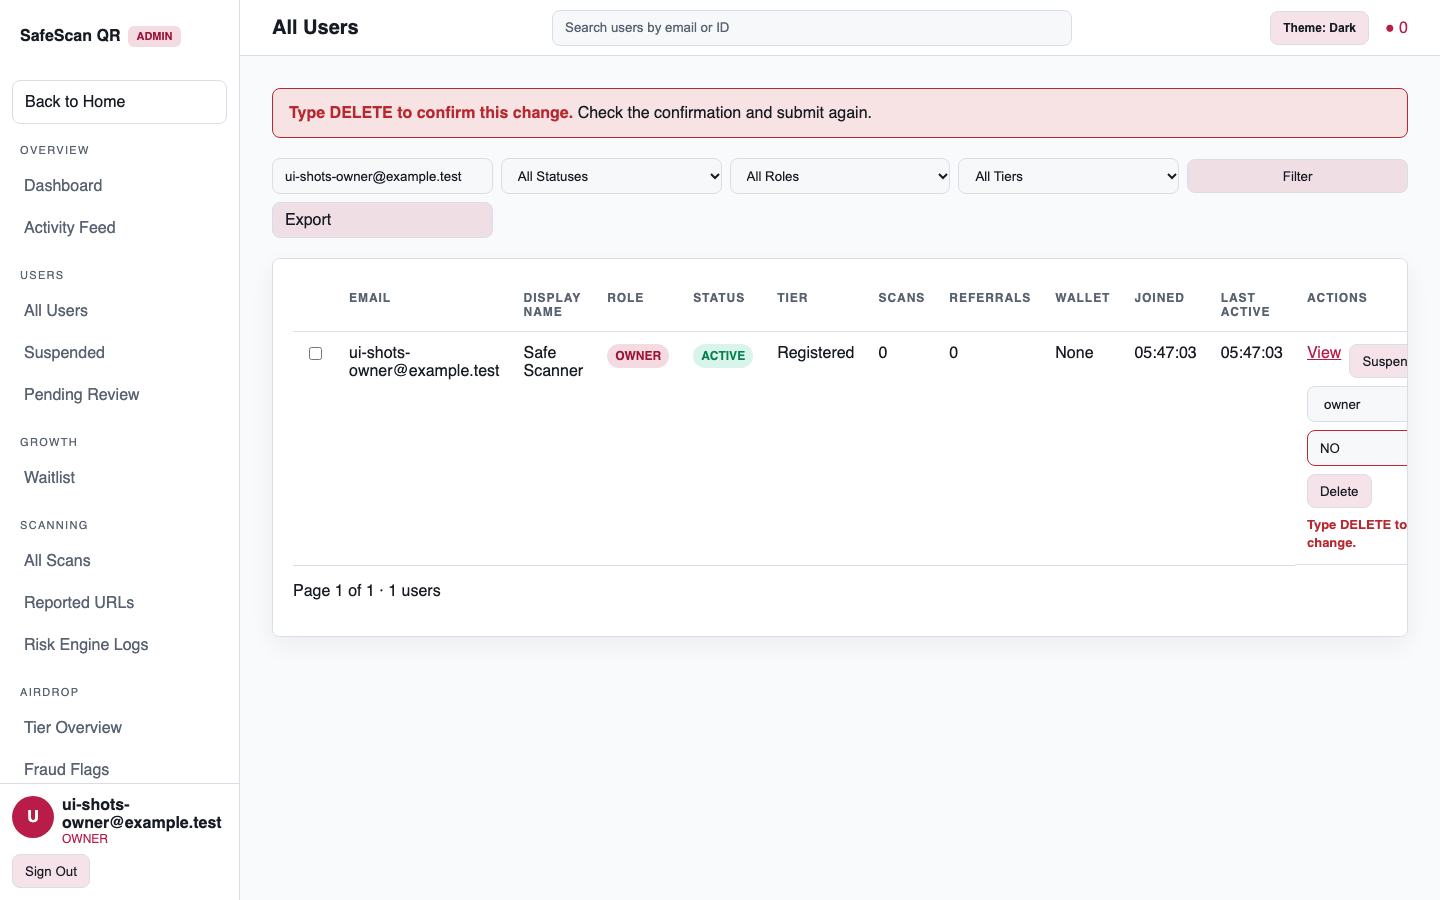 SafeScan QR ADMIN
Back to Home
OVERVIEW
Dashboard
Activity Feed
USERS
All Users
Suspended
Pending Review
GROWTH
Waitlist
SCANNING
All Scans
Reported URLs
Risk Engine Logs
AIRDROP
Tier Overview
Fraud Flags
U
ui-shots-
owner@example.test
OWNER
Sign Out
All Users
Search users by email or ID
Theme: Dark
● 0
Type DELETE to confirm this change. Check the confirmation and submit again.
ui-shots-owner@example.test
All Statuses
All Roles
All Tiers
Filter
Export
EMAIL
DISPLAY
NAME
ROLE
STATUS
TIER
SCANS
REFERRALS
WALLET
JOINED
LAST
ACTIVE
ACTIONS
ui-shots-
owner@example.test
Safe
Scanner
OWNER
ACTIVE
Registered
0
0
None
05:47:03
05:47:03
View
Suspen
owner
NO
Delete
Type DELETE to
change.
Page 1 of 1 · 1 users